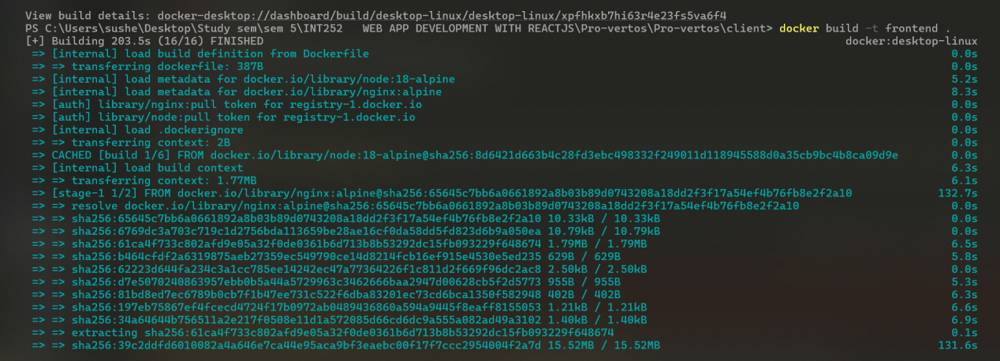 View build details: docker-desktop://dashboard/build/desktop-linux/desktop-linux/xpfhkxb7hi63r4e23fs5va6f4
PS C:\Users\sushe\Desktop\Study sem\sem 5\INT252   WEB APP DEVELOPMENT WITH REACTJS\Pro-vertos\Pro-vertos\client> docker build -t frontend .
[+] Building 203.5s (16/16) FINISHED docker:desktop-linux
=> [internal] load build definition from Dockerfile 0.0s
=> => transferring dockerfile: 387B 0.0s
=> [internal] load metadata for docker.io/library/node:18-alpine 5.2s
=> [internal] load metadata for docker.io/library/nginx:alpine 8.3s
=> [auth] library/nginx:pull token for registry-1.docker.io 0.0s
=> [auth] library/node:pull token for registry-1.docker.io 0.0s
=> [internal] load .dockerignore 0.0s
=> => transferring context: 2B 0.0s
=> CACHED [build 1/6] FROM docker.io/library/node:18-alpine@sha256:8d6421d663b4c28fd3ebc498332f249011d118945588d0a35cb9bc4b8ca09d9e 0.0s
=> [internal] load build context 6.3s
=> => transferring context: 1.77MB 6.1s
=> [stage-1 1/2] FROM docker.io/library/nginx:alpine@sha256:65645c7bb6a0661892a8b03b89d0743208a18dd2f3f17a54ef4b76fb8e2f2a10 132.7s
=> => resolve docker.io/library/nginx:alpine@sha256:65645c7bb6a0661892a8b03b89d0743208a18dd2f3f17a54ef4b76fb8e2f2a10 0.0s
=> => sha256:65645c7bb6a0661892a8b03b89d0743208a18dd2f3f17a54ef4b76fb8e2f2a10 10.33kB / 10.33kB 0.0s
=> => sha256:6769dc3a703c719c1d2756bda113659be28ae16cf0da58dd5fd823d6b9a050ea 10.79kB / 10.79kB 0.0s
=> => sha256:61ca4f733c802afd9e05a32f0de0361b6d713b8b53292dc15fb093229f648674 1.79MB / 1.79MB 6.5s
=> => sha256:b464cfdf2a6319875aeb27359ec549790ce14d8214fcb16ef915e4530e5ed235 629B / 629B 5.8s
=> => sha256:62223d644fa234c3a1cc785ee14242ec47a77364226f1c811d2f669f96dc2ac8 2.50kB / 2.50kB 0.0s
=> => sha256:d7e5070240863957ebb0b5a44a5729963c3462666baa2947d00628cb5f2d5773 955B / 955B 5.3s
=> => sha256:81bd8ed7ec6789b0cb7f1b47ee731c522f6dba83201ec73cd6bca1350f582948 402B / 402B 6.3s
=> => sha256:197eb75867ef4fcecd4724f17b0972ab0489436860a594a9445f8eaff8155053 1.21kB / 1.21kB 6.6s
=> => sha256:34a64644b756511a2e217f0508e11d1a572085d66cd6dc9a555a082ad49a3102 1.40kB / 1.40kB 6.9s
=> => extracting sha256:61ca4f733c802afd9e05a32f0de0361b6d713b8b53292dc15fb093229f648674 0.1s
=> => sha256:39c2ddfd6010082a4a646e7ca44e95aca9bf3eaebc00f17f7ccc2954004f2a7d 15.52MB / 15.52MB 131.6s